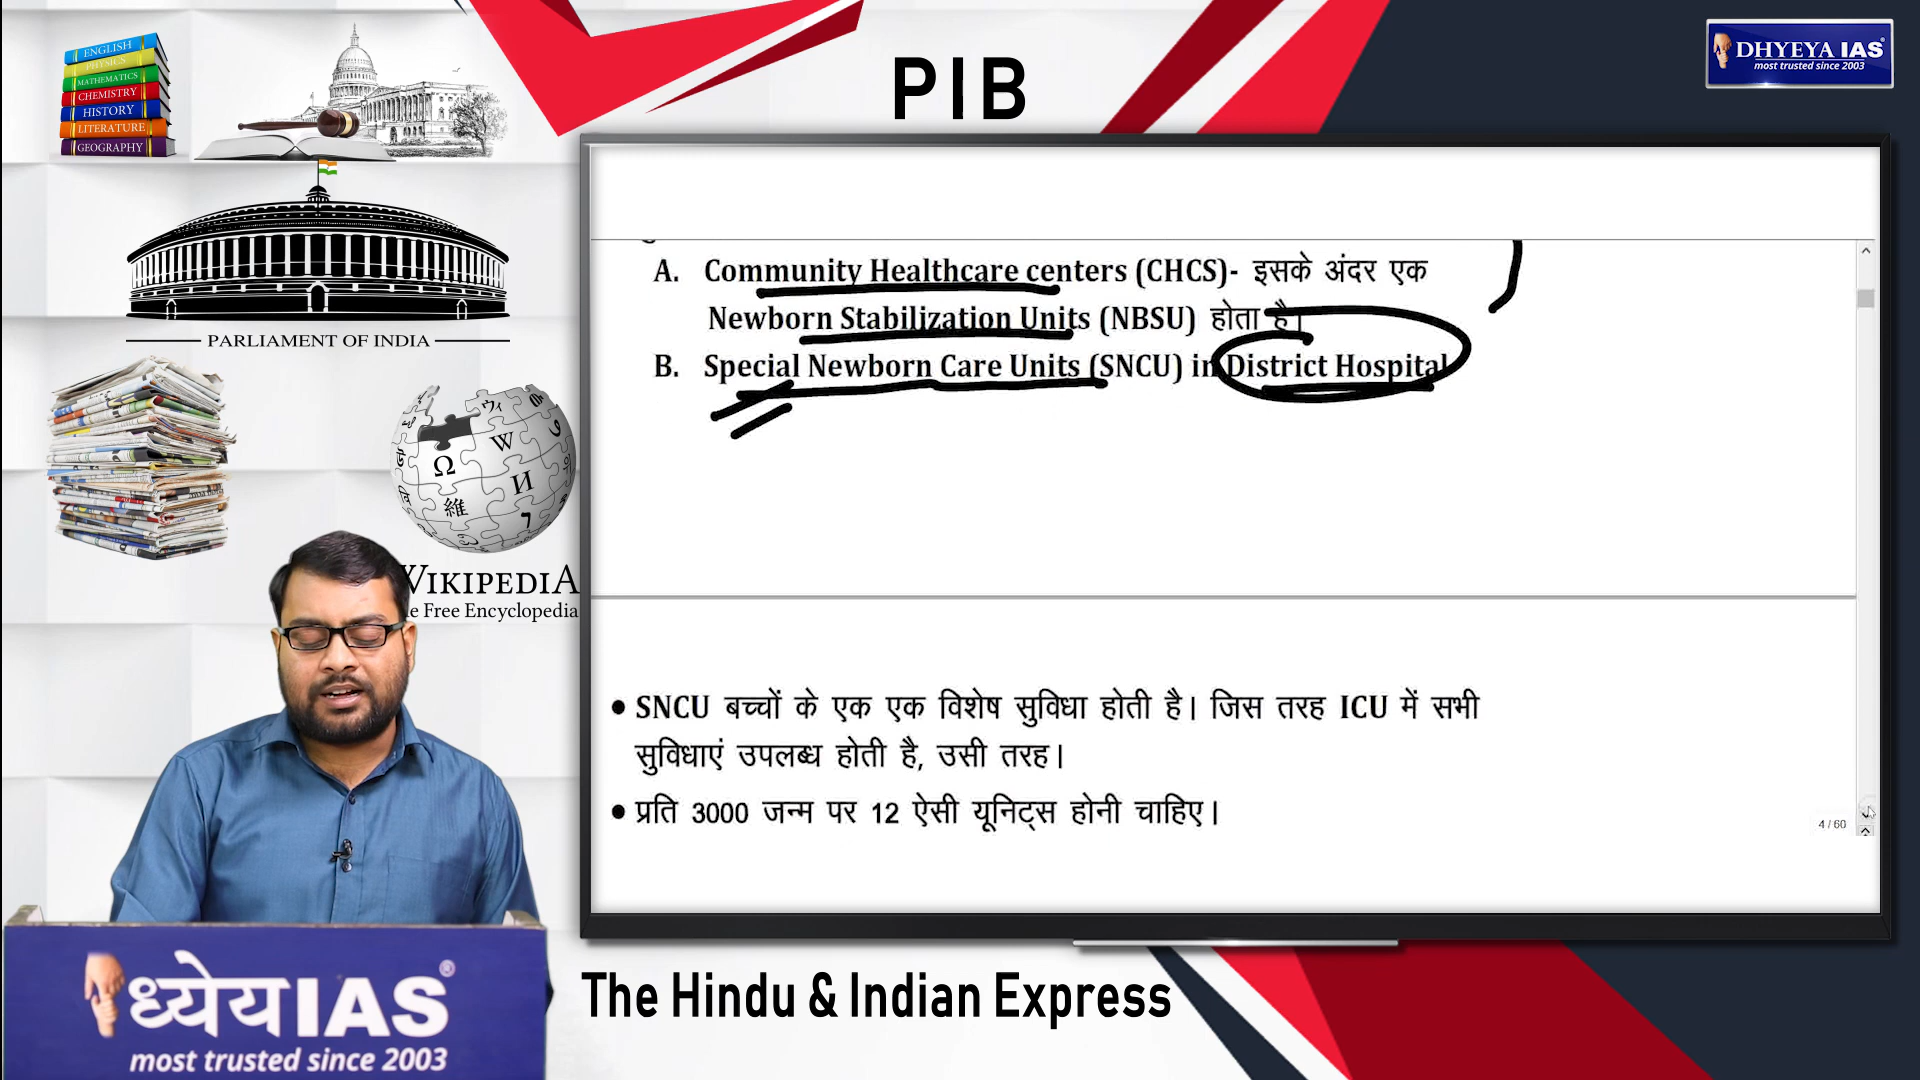 PIB
DHYEYA IAS®
most trusted since 2003
ENGLISH
PHYSICS
MATHEMATICS
CHEMISTRY
HISTORY
LITERATURE
GEOGRAPHY
PARLIAMENT OF INDIA
Ω
W
И
維
WIKIPEDIA
e Free Encyclopedia
A. Community Healthcare centers (CHCS)- इसके अंदर एक
Newborn Stabilization Units (NBSU) होता है।
B. Special Newborn Care Units (SNCU) in District Hospital
• SNCU बच्चों के एक एक विशेष सुविधा होती है। जिस तरह ICU में सभी
सुविधाएं उपलब्ध होती है, उसी तरह।
• प्रति 3000 जन्म पर 12 ऐसी यूनिट्स होनी चाहिए।
4 / 60
ध्येयIAS®
most trusted since 2003
The Hindu & Indian Express